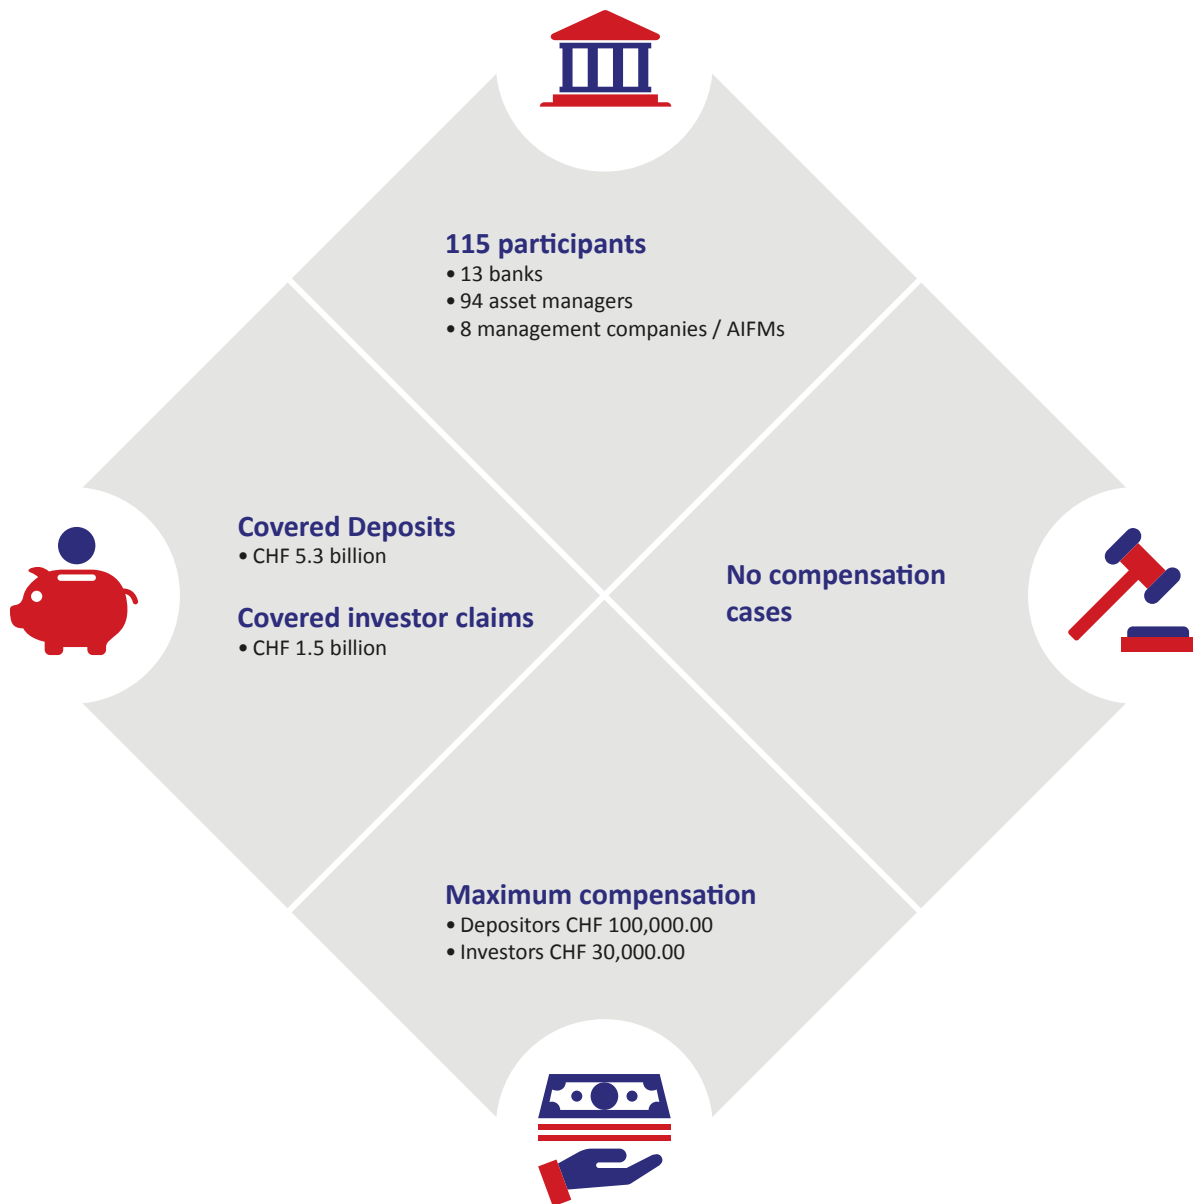 115 participants
• 13 banks
• 94 asset managers
• 8 management companies / AIFMs
Covered Deposits
• CHF 5.3 billion
Covered investor claims
• CHF 1.5 billion
No compensation
cases
Maximum compensation
• Depositors CHF 100,000.00
• Investors CHF 30,000.00